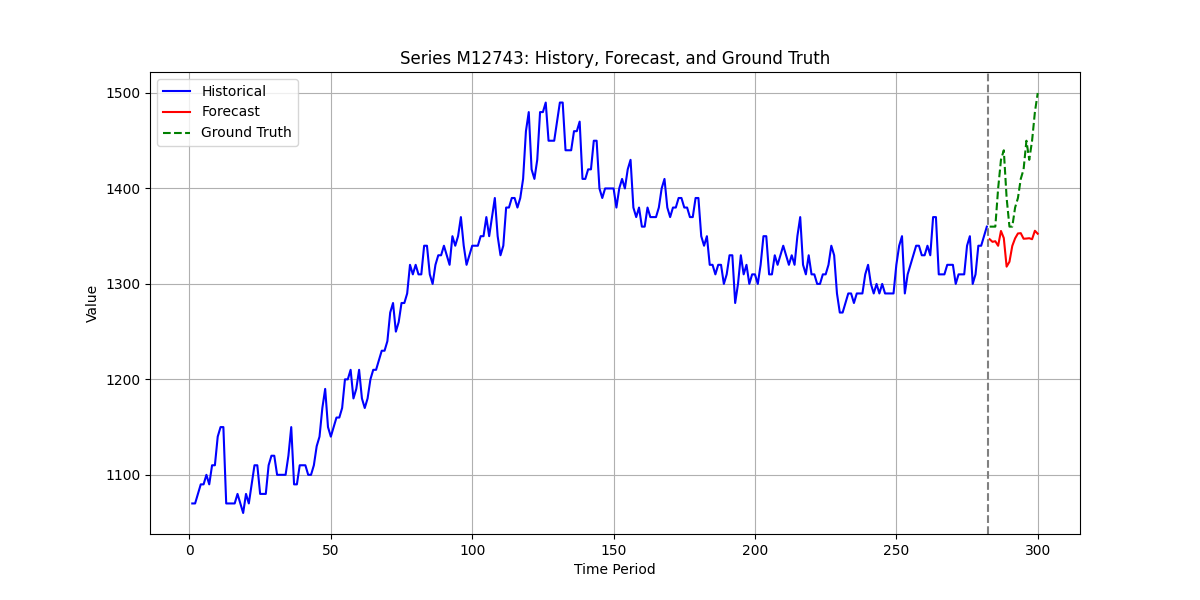 Series M12743: History, Forecast, and Ground Truth
Historical
Forecast
Ground Truth
1500
1400
1300
1200
1100
Value
0 50 100 150 200 250 300
Time Period